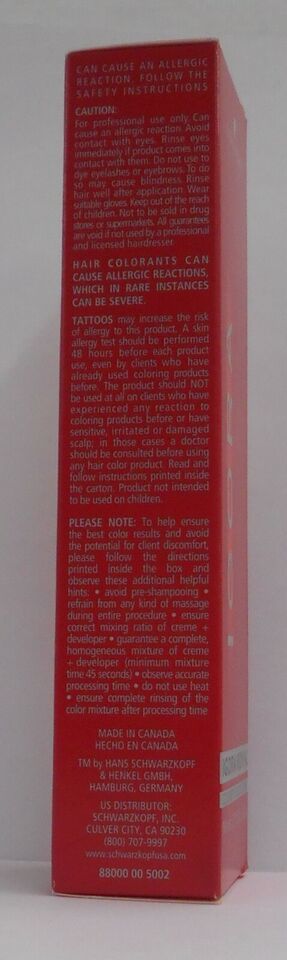 CAN CAUSE AN ALLERGIC
REACTION. FOLLOW THE
SAFETY INSTRUCTIONS
CAUTION:
For professional use only. Can
cause an allergic reaction. Avoid
contact with eyes. Rinse eyes
immediately if product comes into
contact with them. Do not use to
dye eyelashes or eyebrows. To do
so may cause blindness. Rinse
hair well after application. Wear
suitable gloves. Keep out of the reach
of children. Not to be sold in drug
stores or supermarkets. All guarantees
are void if not used by a professional
and licensed hairdresser.
HAIR COLORANTS CAN
CAUSE ALLERGIC REACTIONS,
WHICH IN RARE INSTANCES
CAN BE SEVERE.
TATTOOS may increase the risk
of allergy to this product. A skin
allergy test should be performed
48 hours before each product
use, even by clients who have
already used coloring products
before. The product should NOT
be used at all on clients who have
experienced any reaction to
coloring products before or have
sensitive, irritated or damaged
scalp; in those cases a doctor
should be consulted before using
any hair color product. Read and
follow instructions printed inside
the carton. Product not intended
to be used on children.
PLEASE NOTE: To help ensure
the best color results and avoid
the potential for client discomfort,
please follow the directions
printed inside the box and
observe these additional helpful
hints: • avoid pre-shampooing •
refrain from any kind of massage
during entire procedure • ensure
correct mixing ratio of creme +
developer • guarantee a complete,
homogeneous mixture of creme
+ developer (minimum mixture
time 45 seconds) • observe accurate
processing time • do not use heat
• ensure complete rinsing of the
color mixture after processing time
MADE IN CANADA
HECHO EN CANADA
TM by HANS SCHWARZKOPF
& HENKEL GMBH,
HAMBURG, GERMANY
US DISTRIBUTOR:
SCHWARZKOPF, INC.
CULVER CITY, CA 90230
(800) 707-9997
www.schwarzkopfusa.com
88000 00 5002